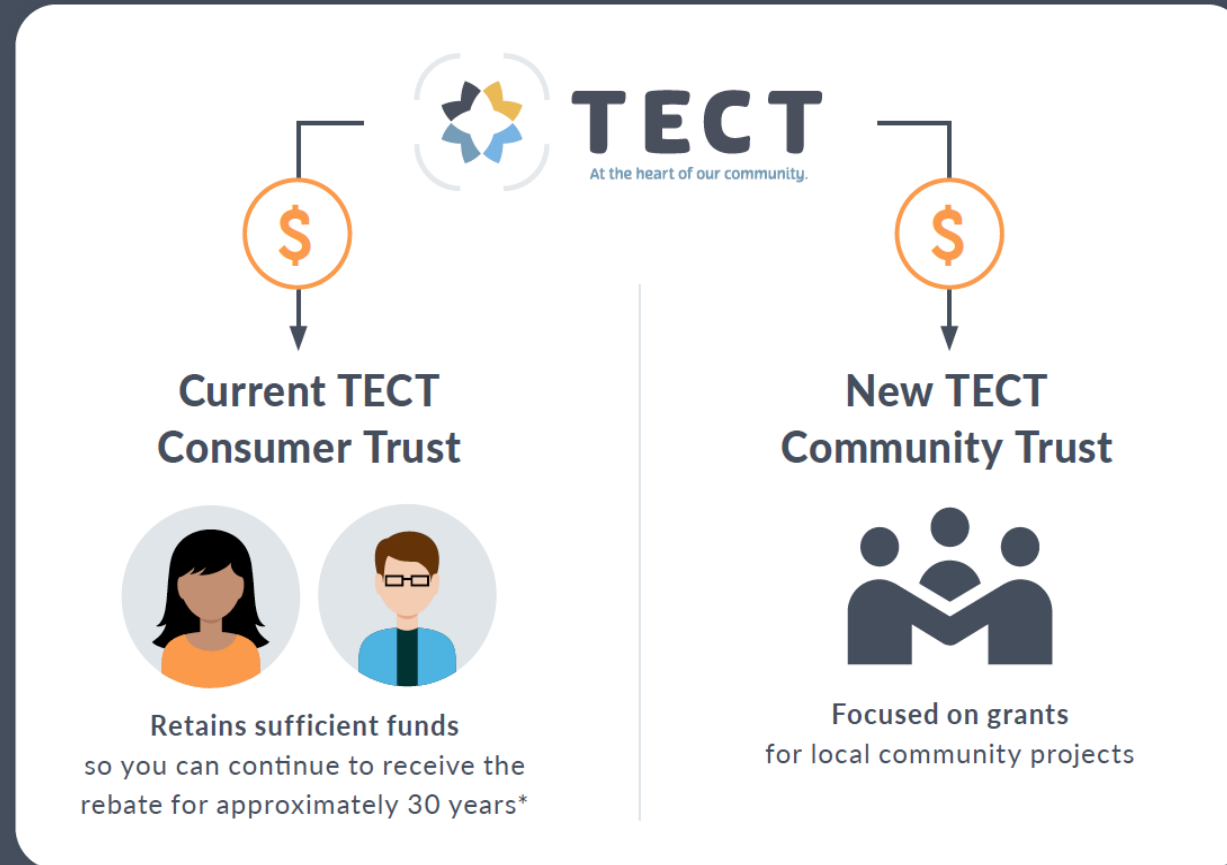 TECT
At the heart of our community.
$
$
Current TECT
Consumer Trust
Retains sufficient funds
so you can continue to receive the
rebate for approximately 30 years*
New TECT
Community Trust
Focused on grants
for local community projects